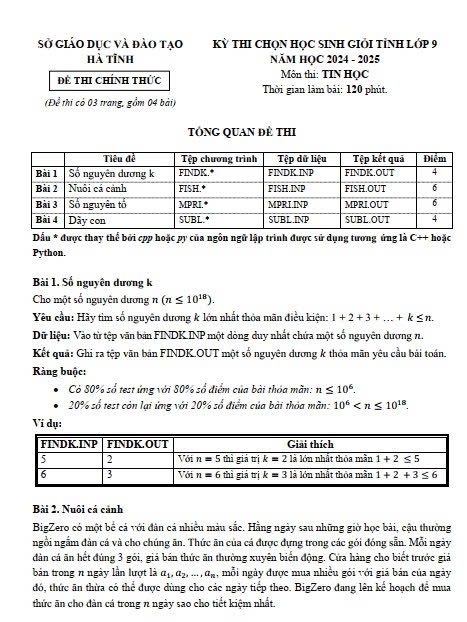 SỞ GIÁO DỤC VÀ ĐÀO TẠO
HÀ TĨNH
ĐỀ THI CHÍNH THỨC
(Đề thi có 03 trang, gồm 04 bài)
KỲ THI CHỌN HỌC SINH GIỎI TỈNH LỚP 9
NĂM HỌC 2024 - 2025
Môn thi: TIN HỌC
Thời gian làm bài: 120 phút.
TỔNG QUAN ĐỀ THI
Tiêu đề Tệp chương trình Tệp dữ liệu Tệp kết quả Điểm
Bài 1 Số nguyên dương k FINDK.* FINDK.INP FINDK.OUT 4
Bài 2 Nuôi cá cảnh FISH.* FISH.INP FISH.OUT 6
Bài 3 Số nguyên tố MPRI.* MPRI.INP MPRI.OUT 6
Bài 4 Dãy con SUBL.* SUBL.INP SUBL.OUT 4
Dấu * được thay thế bởi cpp hoặc py của ngôn ngữ lập trình được sử dụng tương ứng là C++ hoặc
Python.
Bài 1. Số nguyên dương k
Cho một số nguyên dương n (n ≤ 10¹⁸).
Yêu cầu: Hãy tìm số nguyên dương k lớn nhất thỏa mãn điều kiện: 1 + 2 + 3 + … + k ≤ n.
Dữ liệu: Vào từ tệp văn bản FINDK.INP một dòng duy nhất chứa một số nguyên dương n.
Kết quả: Ghi ra tệp văn bản FINDK.OUT một số nguyên dương k thỏa mãn yêu cầu bài toán.
Ràng buộc:
• Có 80% số test ứng với 80% số điểm của bài thỏa mãn: n ≤ 10⁶.
• 20% số test còn lại ứng với 20% số điểm của bài thỏa mãn: 10⁶ < n ≤ 10¹⁸.
Ví dụ:
FINDK.INP FINDK.OUT Giải thích
5 2 Với n = 5 thì giá trị k = 2 là lớn nhất thỏa mãn 1 + 2 ≤ 5
6 3 Với n = 6 thì giá trị k = 3 là lớn nhất thỏa mãn 1 + 2 + 3 ≤ 6
Bài 2. Nuôi cá cảnh
BigZero có một bể cá với đàn cá nhiều màu sắc. Hằng ngày sau những giờ học bài, cậu thường
ngồi ngắm đàn cá và cho chúng ăn. Thức ăn của cá được đựng trong các gói đóng sẵn. Mỗi ngày
đàn cá ăn hết đúng 3 gói, giá bán thức ăn thường xuyên biến động. Cửa hàng cho biết trước giá
bán trong n ngày lần lượt là a₁, a₂, …, aₙ, mỗi ngày được mua nhiều gói với giá bán của ngày
đó, thức ăn thừa có thể được dùng cho các ngày tiếp theo. BigZero đang lên kế hoạch để mua
thức ăn cho đàn cá trong n ngày sao cho tiết kiệm nhất.